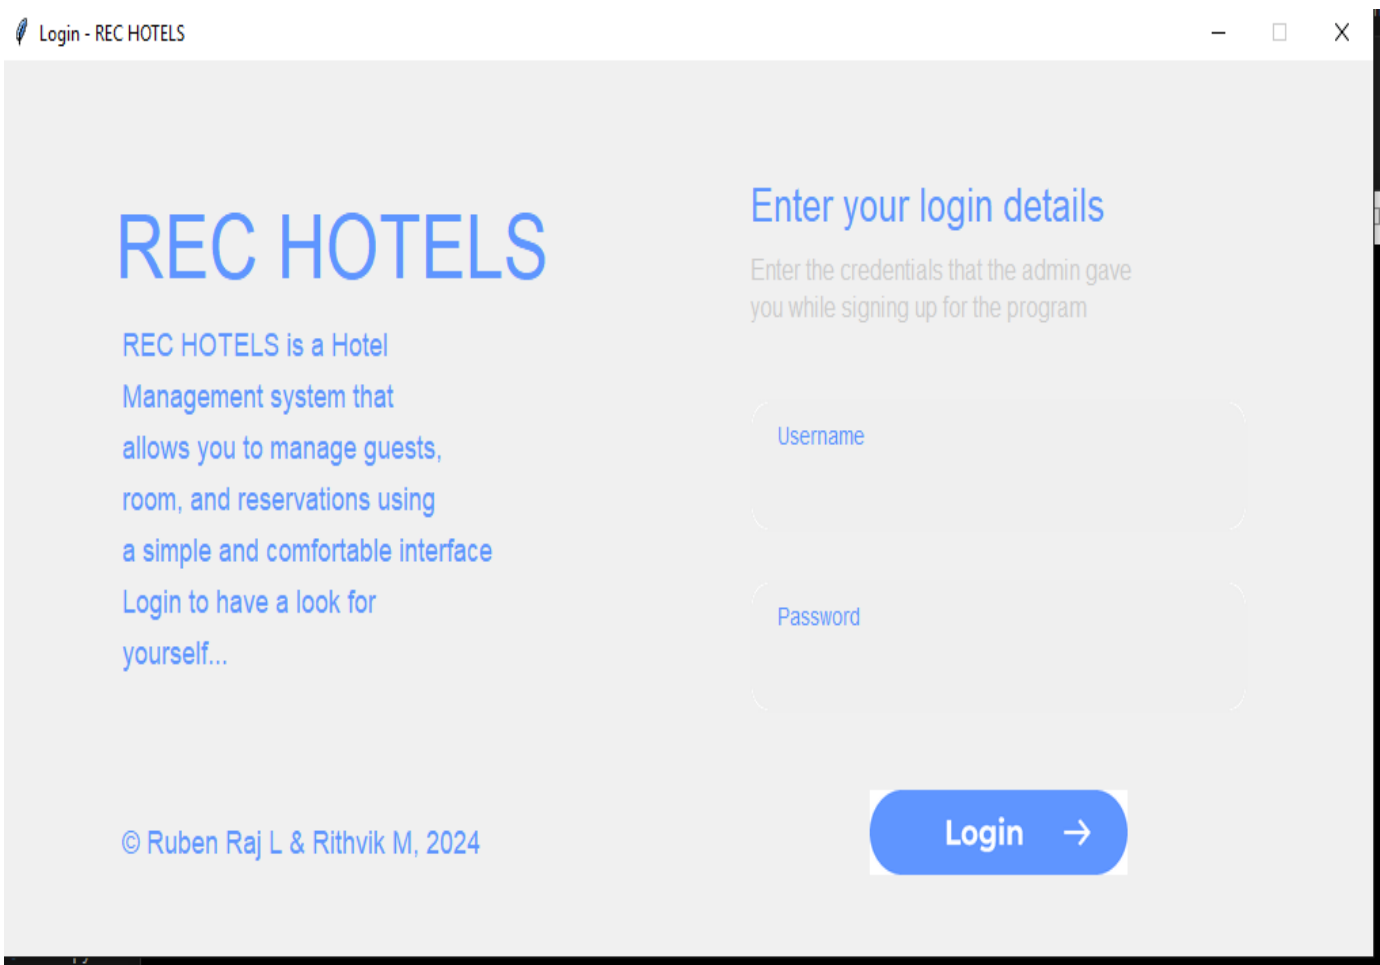 Login - REC HOTELS
REC HOTELS
REC HOTELS is a Hotel
Management system that
allows you to manage guests,
room, and reservations using
a simple and comfortable interface
Login to have a look for
yourself...
© Ruben Raj L & Rithvik M, 2024
Enter your login details
Enter the credentials that the admin gave
you while signing up for the program
Username
Password
Login